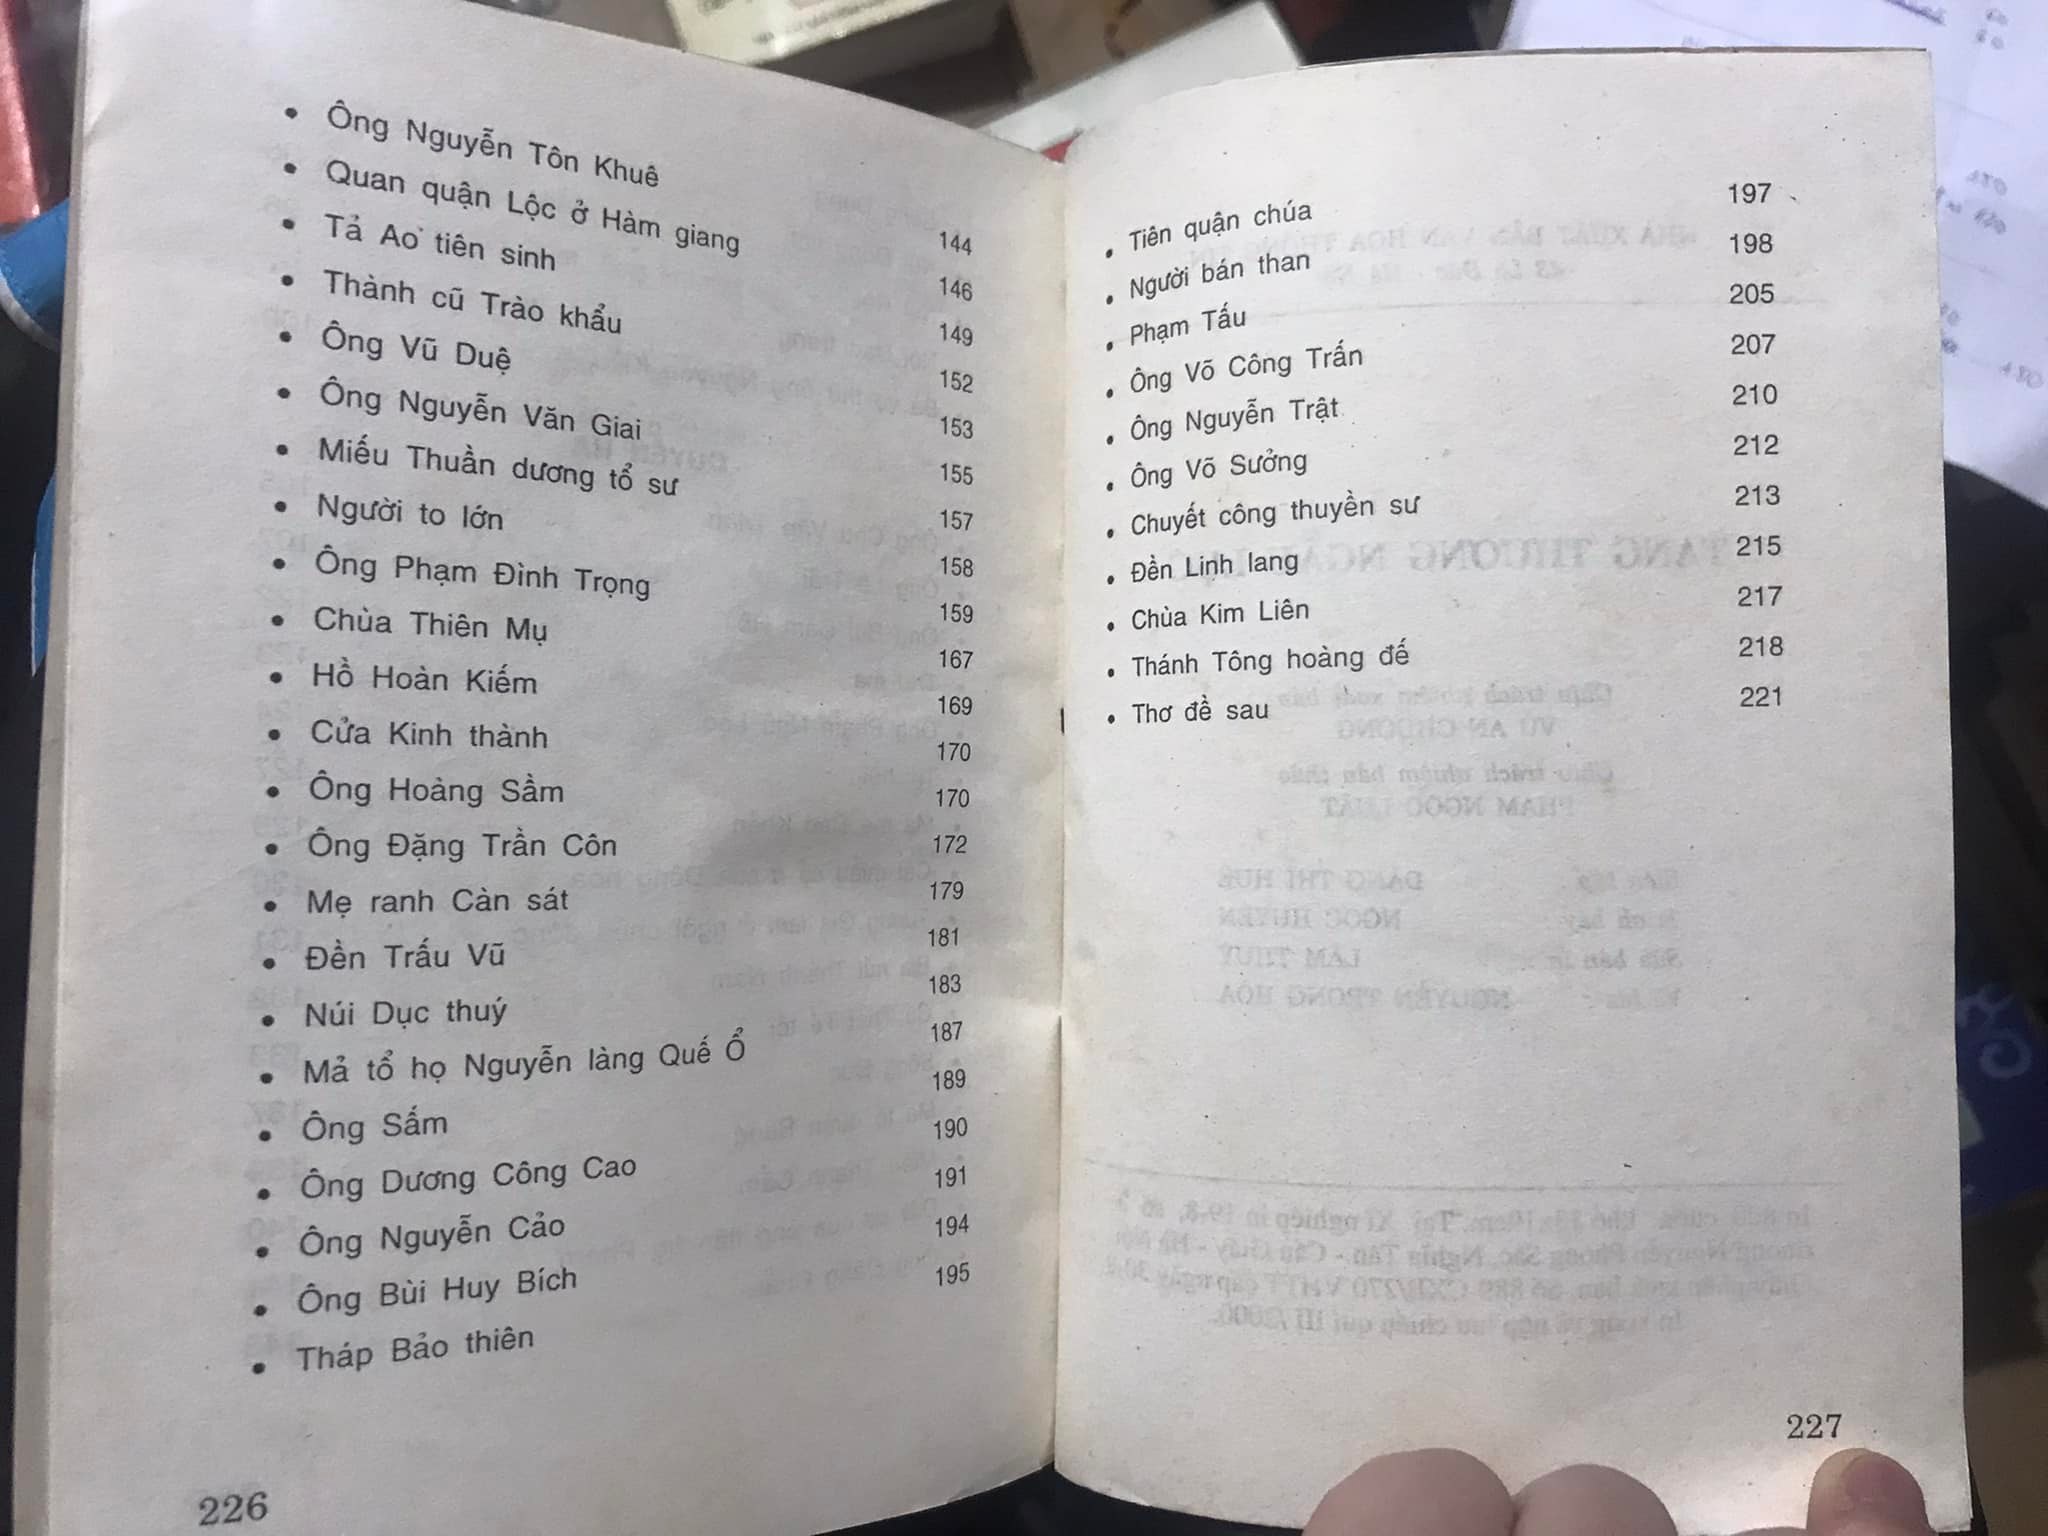 • Ông Nguyễn Tôn Khuê 144
• Quan quận Lộc ở Hàm giang 146
• Tả Ao tiên sinh 149
• Thành cũ Trào khẩu 152
• Ông Vũ Duệ 153
• Ông Nguyễn Văn Giai 155
• Miếu Thuần dương tổ sư 157
• Người to lớn 158
• Ông Phạm Đình Trọng 159
• Chùa Thiên Mụ 167
• Hồ Hoàn Kiếm 169
• Cửa Kinh thành 170
• Ông Hoàng Sầm 170
• Ông Đặng Trần Côn 172
• Mẹ ranh Càn sát 179
• Đền Trấu Vũ 181
• Núi Dục thuý 183
• Mả tổ họ Nguyễn làng Quế Ổ 187
• Ông Sấm 189
• Ông Dương Công Cao 190
• Ông Nguyễn Cảo 191
• Ông Bùi Huy Bích 194
• Tháp Bảo thiên 195
226
• Tiên quận chúa 197
• Người bán than 198
• Phạm Tấu 205
• Ông Võ Công Trấn 207
• Ông Nguyễn Trật 210
• Ông Võ Sưởng 212
• Chuyết công thuyền sư 213
• Đền Linh lang 215
• Chùa Kim Liên 217
• Thánh Tông hoàng đế 218
• Thơ đề sau 221
227